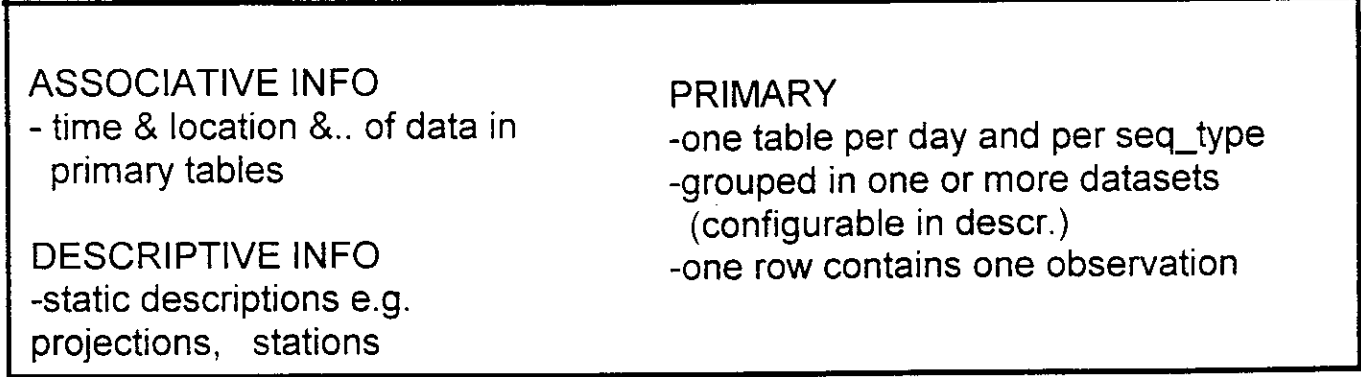 ASSOCIATIVE INFO
- time & location &.. of data in
primary tables
DESCRIPTIVE INFO
-static descriptions e.g.
projections, stations
PRIMARY
-one table per day and per seq_type
-grouped in one or more datasets
(configurable in descr.)
-one row contains one observation